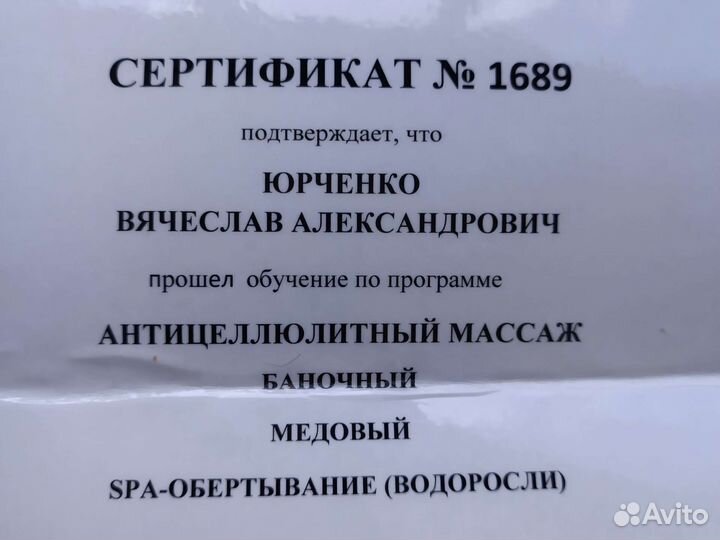 СЕРТИФИКАТ № 1689
подтверждает, что
ЮРЧЕНКО
ВЯЧЕСЛАВ АЛЕКСАНДРОВИЧ
прошел обучение по программе
АНТИЦЕЛЛЮЛИТНЫЙ МАССАЖ
БАНОЧНЫЙ
МЕДОВЫЙ
SPA-ОБЕРТЫВАНИЕ (ВОДОРОСЛИ)
Avito